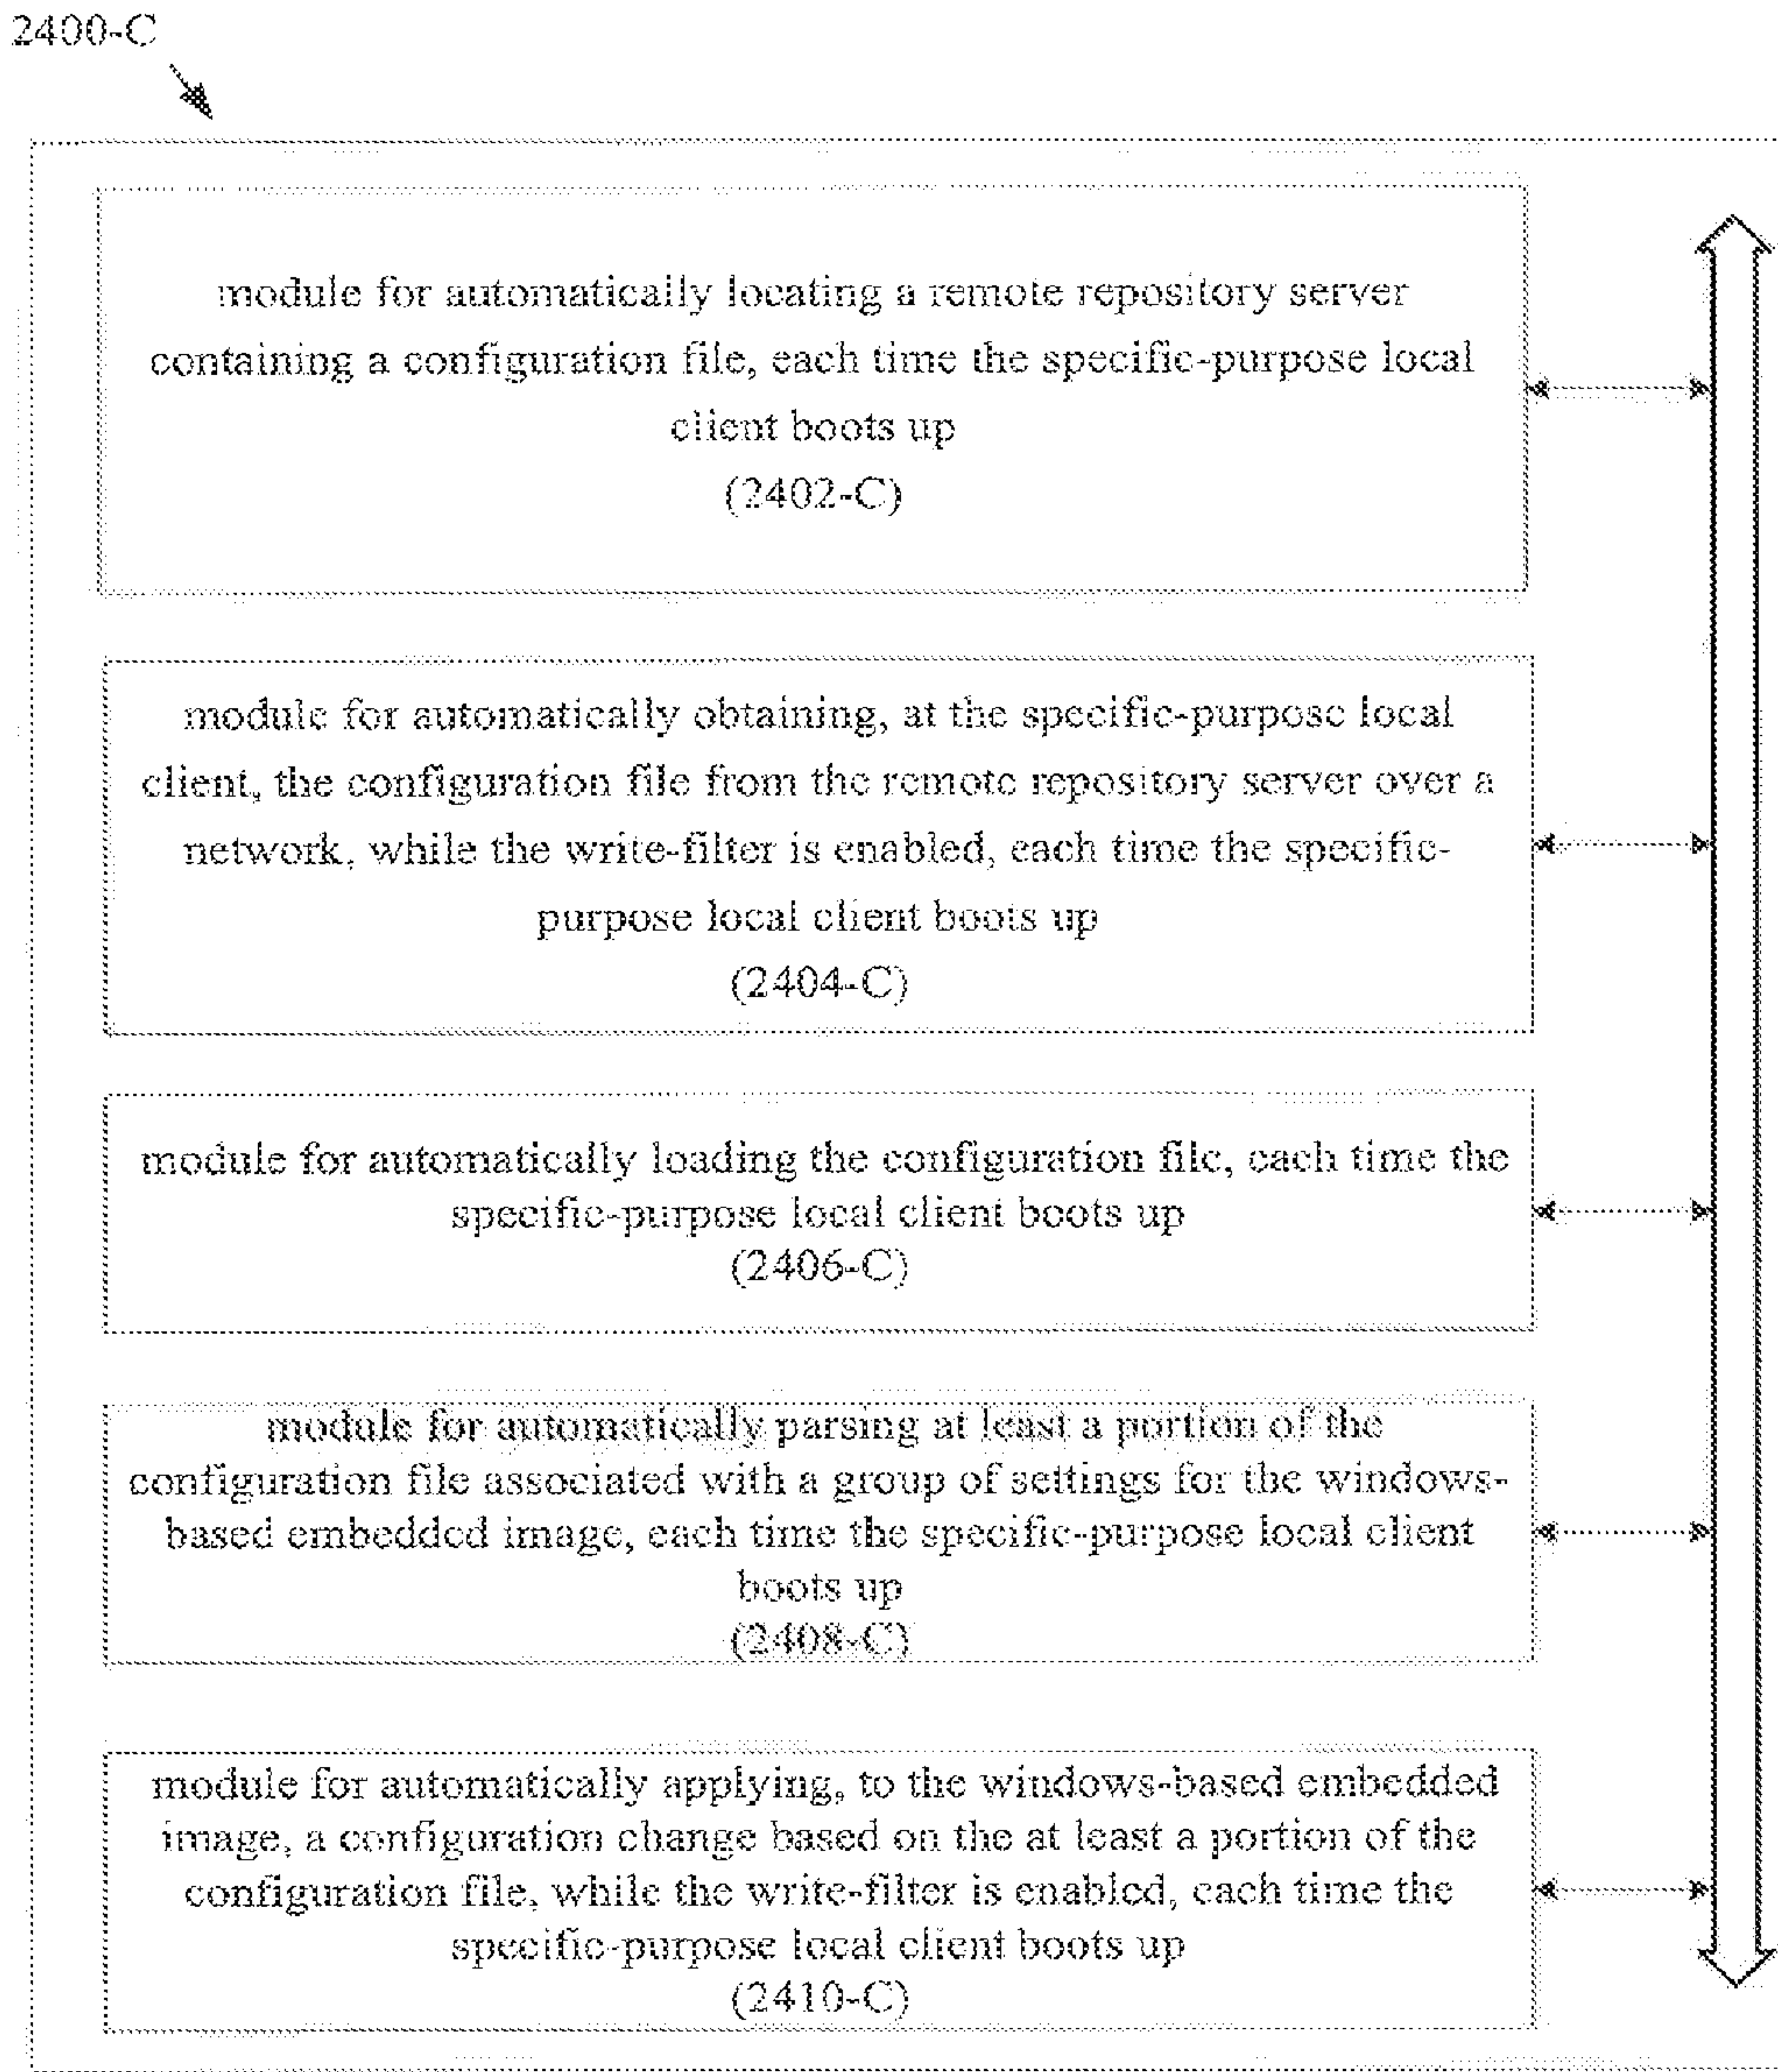 2400-C
module for automatically locating a remote repository server
containing a configuration file, each time the specific-purpose local
client boots up
(2402-C)
module for automatically obtaining, at the specific-purpose local
client, the configuration file from the remote repository server over a
network, while the write-filter is enabled, each time the specific-
purpose local client boots up
(2404-C)
module for automatically loading the configuration file, each time the
specific-purpose local client boots up
(2406-C)
module for automatically parsing at least a portion of the
configuration file associated with a group of settings for the windows-
based embedded image, each time the specific-purpose local client
boots up
(2408-C)
module for automatically applying, to the windows-based embedded
image, a configuration change based on the at least a portion of the
configuration file, while the write-filter is enabled, each time the
specific-purpose local client boots up
(2410-C)